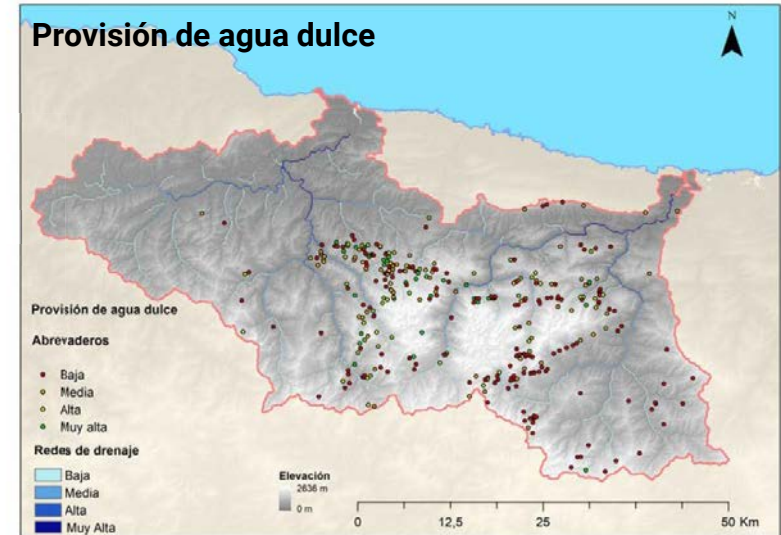 Provisión de agua dulce
N
Provisión de agua dulce
Abrevaderos
Baja
Media
Alta
Muy alta
Redes de drenaje
Baja
Media
Alta
Muy Alta
Elevación
2636 m
0 m
0 12,5 25 50 Km